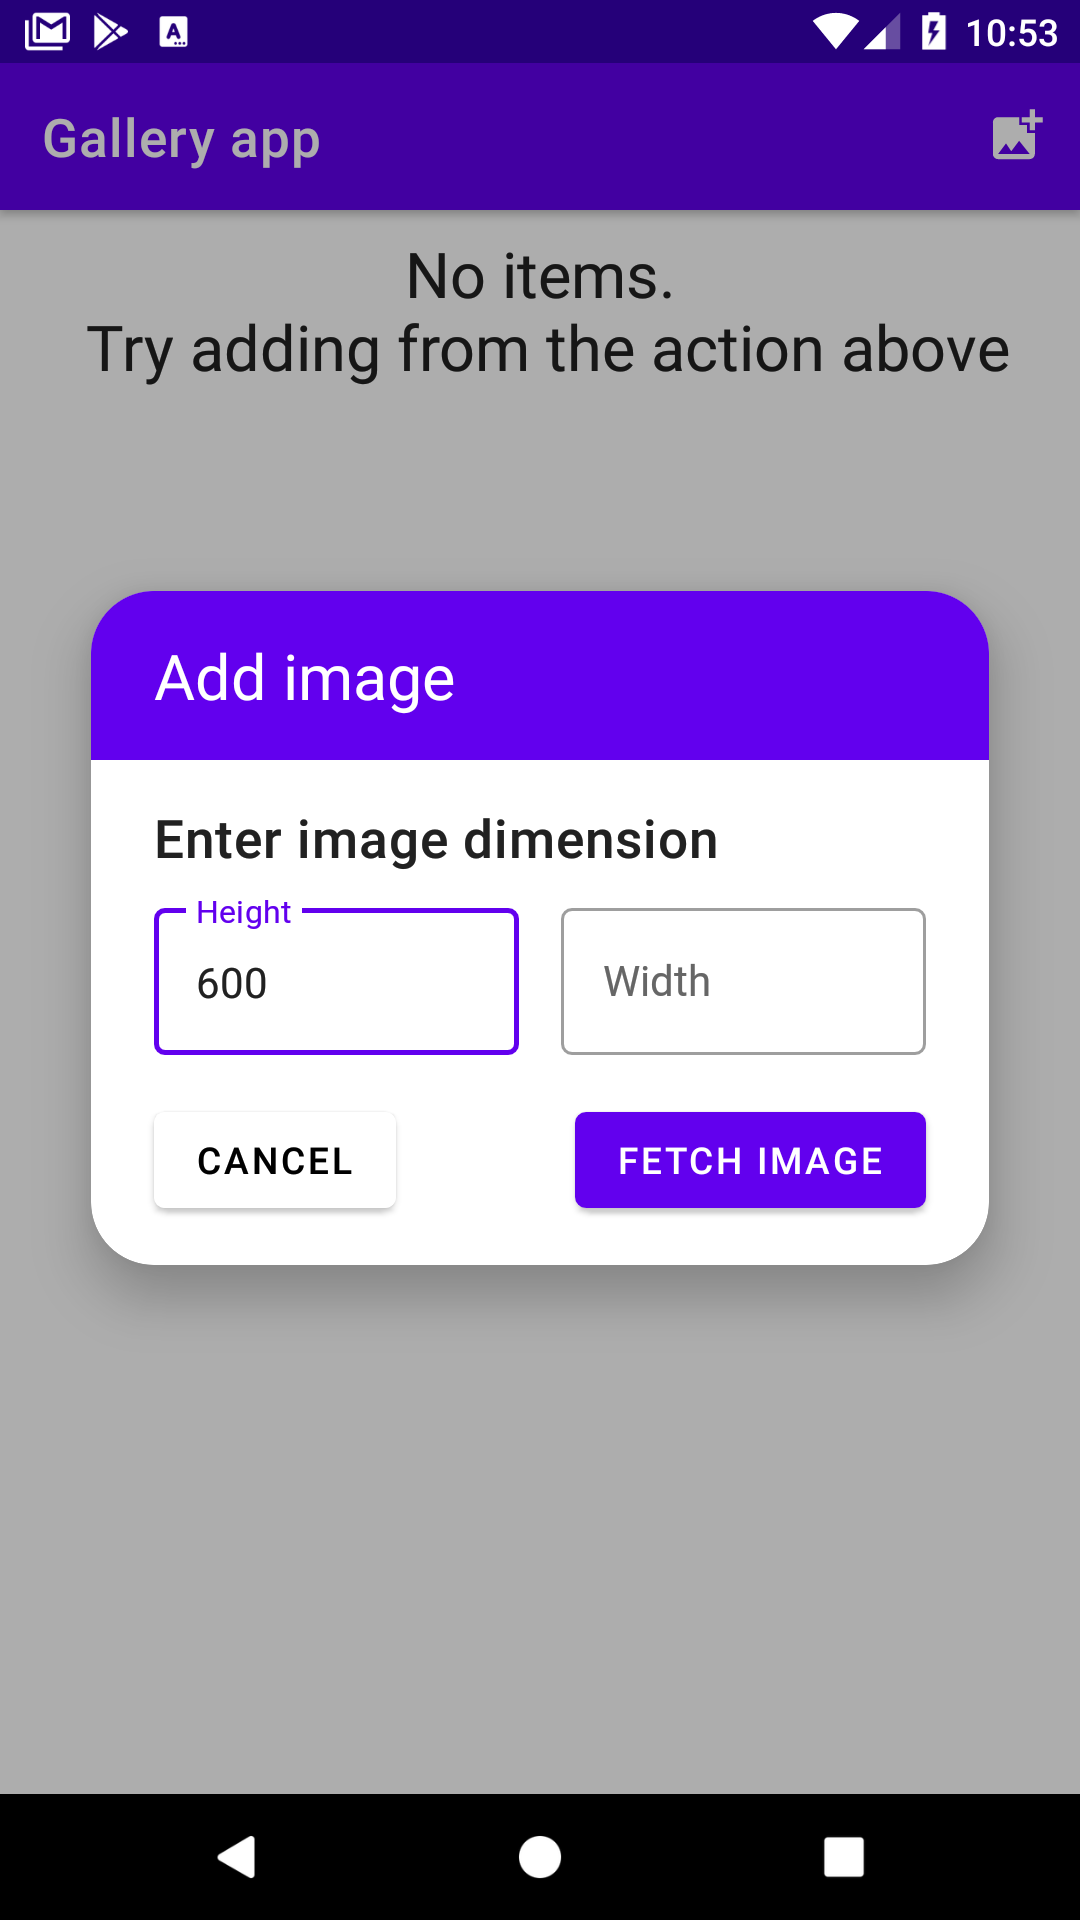 10:53
Gallery app
No items.
Try adding from the action above
Add image
Enter image dimension
Height
600
Width
CANCEL
FETCH IMAGE